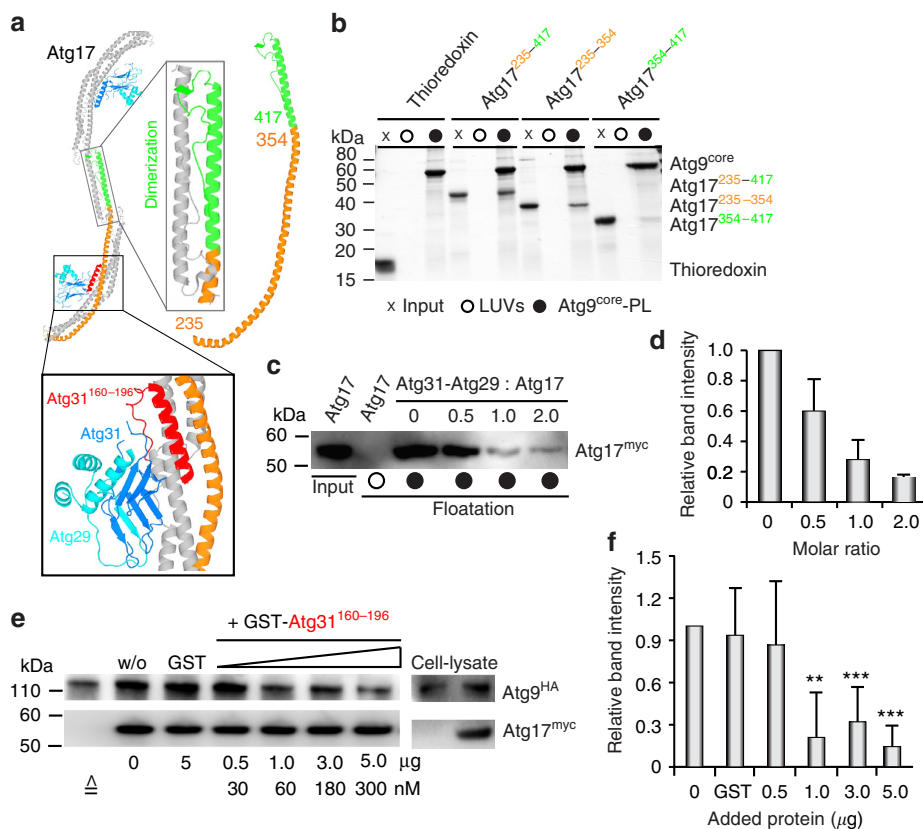 a
Atg17
Dimerization
417
354
235
Atg31160–196
Atg31
Atg29
b
Thioredoxin
Atg17235–417
Atg17235–354
Atg17354–417
kDa
x
80
60
50
40
30
20
15
Atg9core
Atg17235–417
Atg17235–354
Atg17354–417
Thioredoxin
x Input LUVs Atg9core-PL
c
Atg17 Atg17 Atg31-Atg29 : Atg17
kDa 0 0.5 1.0 2.0
60
50
Atg17myc
Input
Floatation
d
Relative band intensity
1.0
0.8
0.6
0.4
0.2
0
0 0.5 1.0 2.0
Molar ratio
e
+ GST-Atg31160–196
kDa w/o GST Cell-lysate
110
Atg9HA
60
50
Atg17myc
0 5 0.5 1.0 3.0 5.0 μg
≙ 30 60 180 300 nM
f
Relative band intensity
1.5
1.2
0.9
0.6
0.3
0
** *** ***
0 GST 0.5 1.0 3.0 5.0
Added protein (μg)